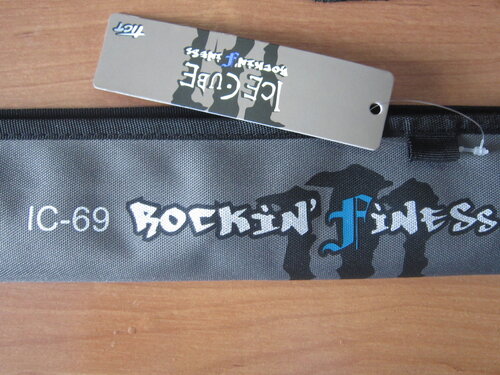 TICT
ICE CUBE
ROCKiN' FiNESS
IC-69 ROCKiN' FiNESS